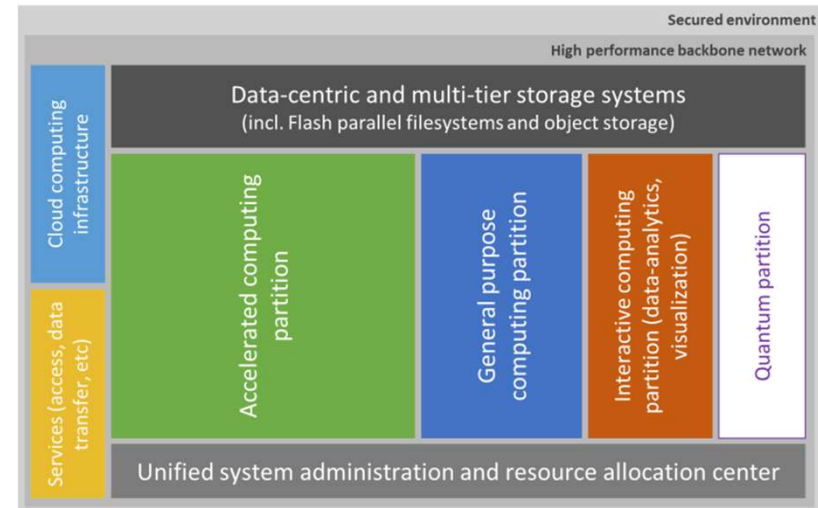 Secured environment
High performance backbone network
Cloud computing
infrastructure
Data-centric and multi-tier storage systems
(incl. Flash parallel filesystems and object storage)
Accelerated computing
partition
General purpose
computing partition
Interactive computing
partition (data-analytics,
visualization)
Quantum partition
Services (access, data
transfer, etc)
Unified system administration and resource allocation center